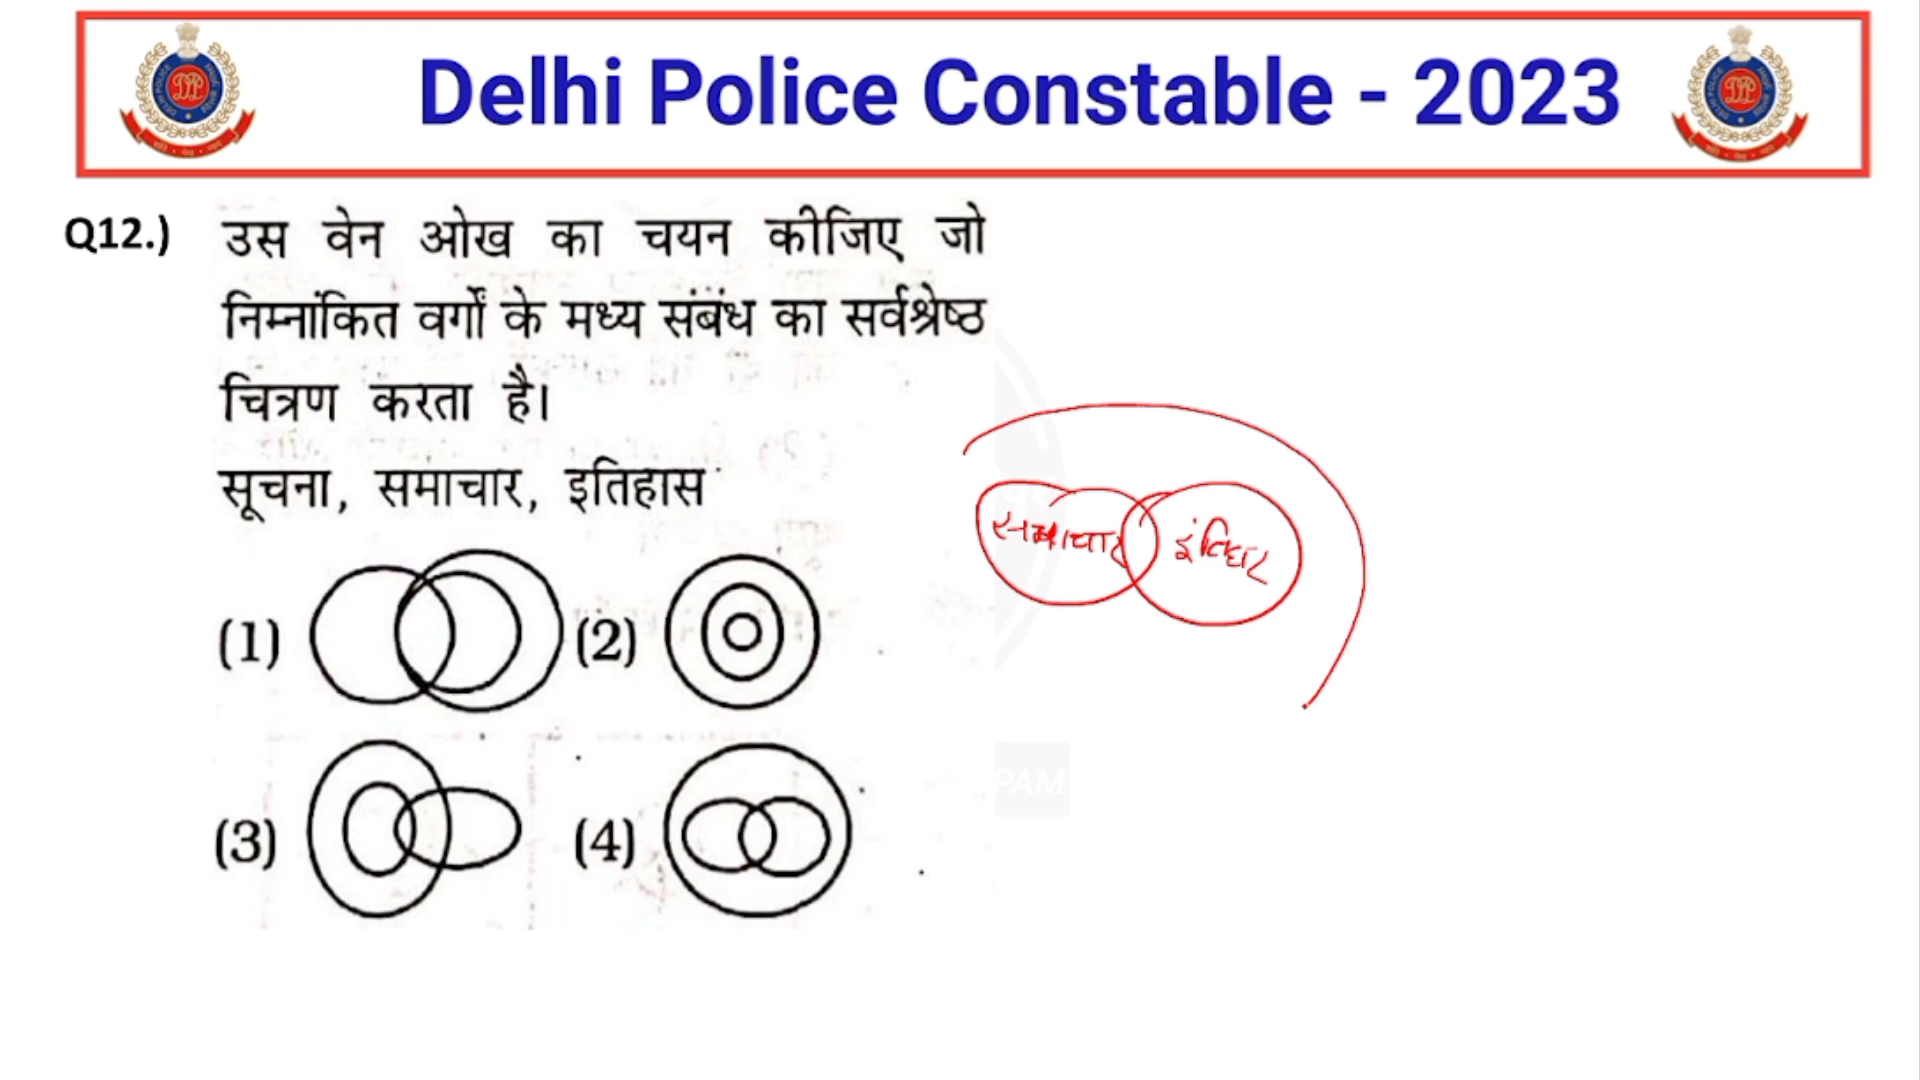 Delhi Police Constable - 2023
Q12.) उस वेन ओख का चयन कीजिए जो
निम्नांकित वर्गों के मध्य संबंध का सर्वश्रेष्ठ
चित्रण करता है।
सूचना, समाचार, इतिहास
समाचार
(1) (2)
(3) (4)
PAM